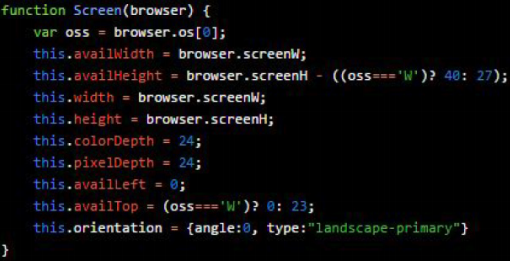 function Screen(browser) {
    var oss = browser.os[0];
    this.availWidth = browser.screenW;
    this.availHeight = browser.screenH - ((oss==='W')? 40: 27);
    this.width = browser.screenW;
    this.height = browser.screenH;
    this.colorDepth = 24;
    this.pixelDepth = 24;
    this.availLeft = 0;
    this.availTop = (oss==='W')? 0: 23;
    this.orientation = {angle:0, type:"landscape-primary"}
}